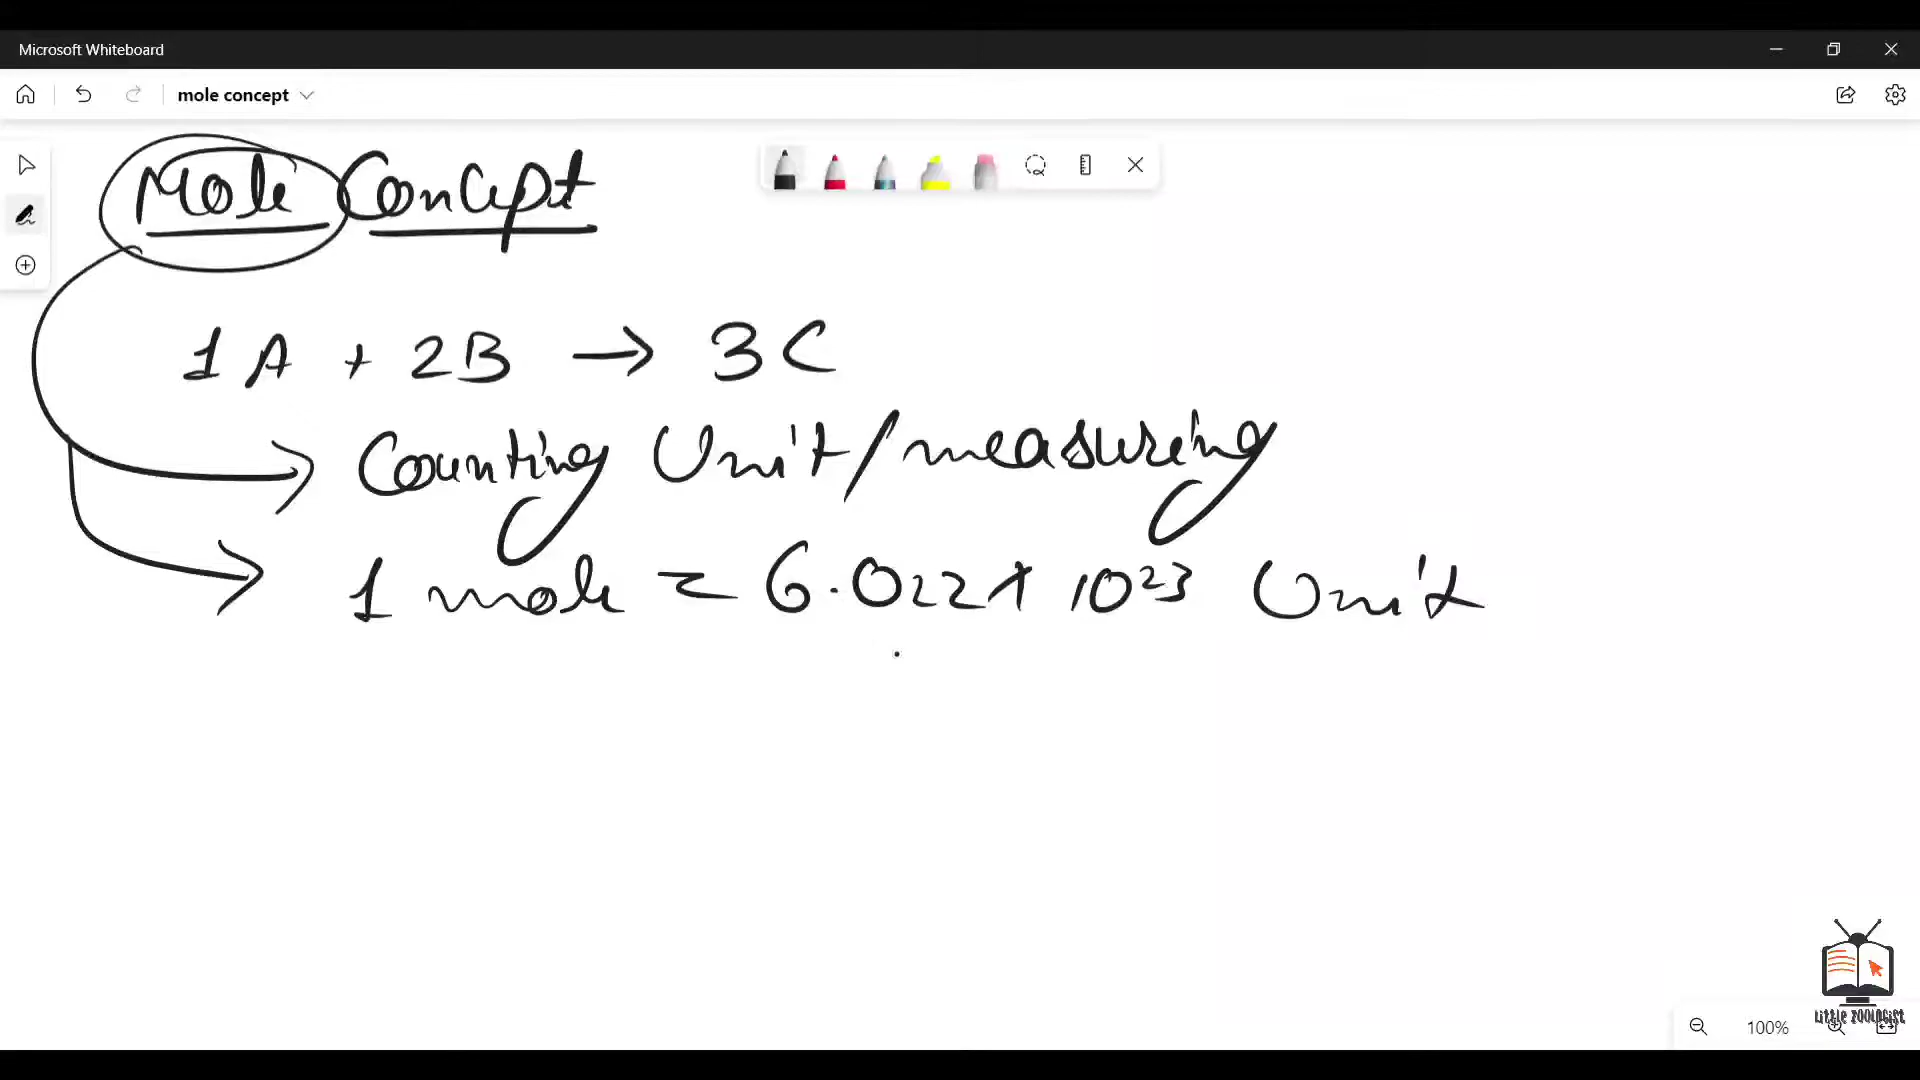 Microsoft Whiteboard
mole concept
Mole Concept
1A + 2B → 3C
Counting Unit/measuring
1 mole = 6.022 × 10²³ Unit
Little Zoologist
100%